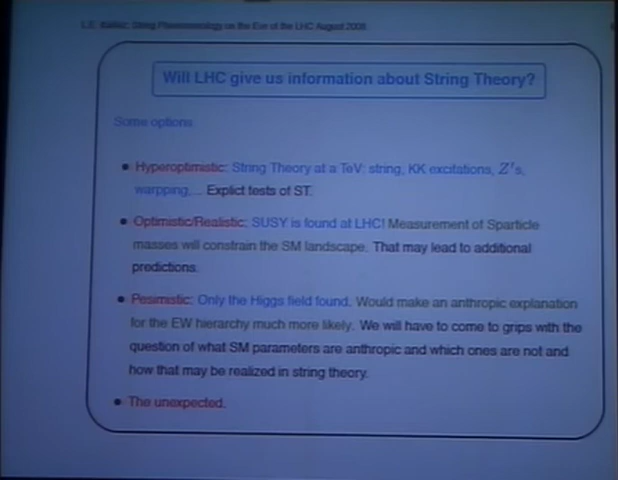 L.E. Ibáñez; String Phenomenology on the Eve of the LHC August 2008
Will LHC give us information about String Theory?
Some options
• Hyperoptimistic: String Theory at a TeV: string, KK excitations, Z's,
warpping,... Explict tests of ST.
• Optimistic/Realistic: SUSY is found at LHC! Measurement of Sparticle
masses will constrain the SM landscape. That may lead to additional
predictions.
• Pesimistic: Only the Higgs field found. Would make an anthropic explanation
for the EW hierarchy much more likely. We will have to come to grips with the
question of what SM parameters are anthropic and which ones are not and
how that may be realized in string theory.
• The unexpected.